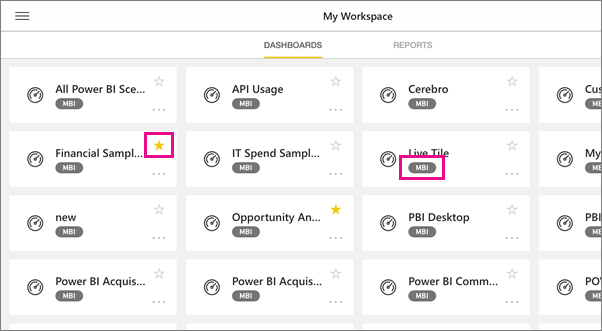 My Workspace
DASHBOARDS REPORTS
All Power BI Sce...
MBI
API Usage
MBI
Cerebro
MBI
Cus
MBI
Financial Sampl...
MBI
IT Spend Sampl...
MBI
Live Tile
MBI
My
MBI
new
MBI
Opportunity An...
MBI
PBI Desktop
MBI
PBI
MBI
Power BI Acquis...
MBI
Power BI Acquis...
MBI
Power BI Comm...
MBI
POV
MBI